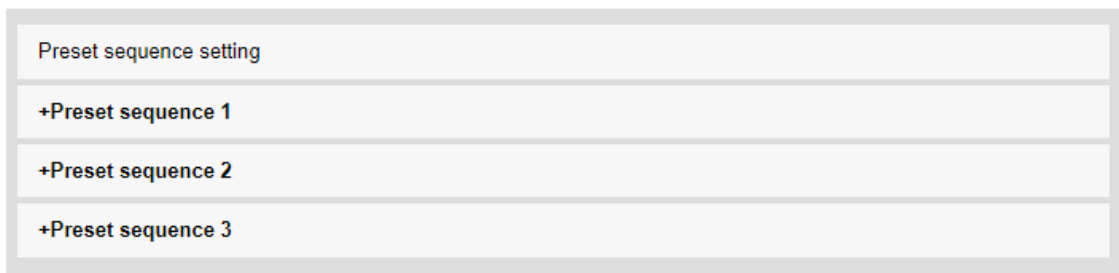 Preset sequence setting
+Preset sequence 1
+Preset sequence 2
+Preset sequence 3